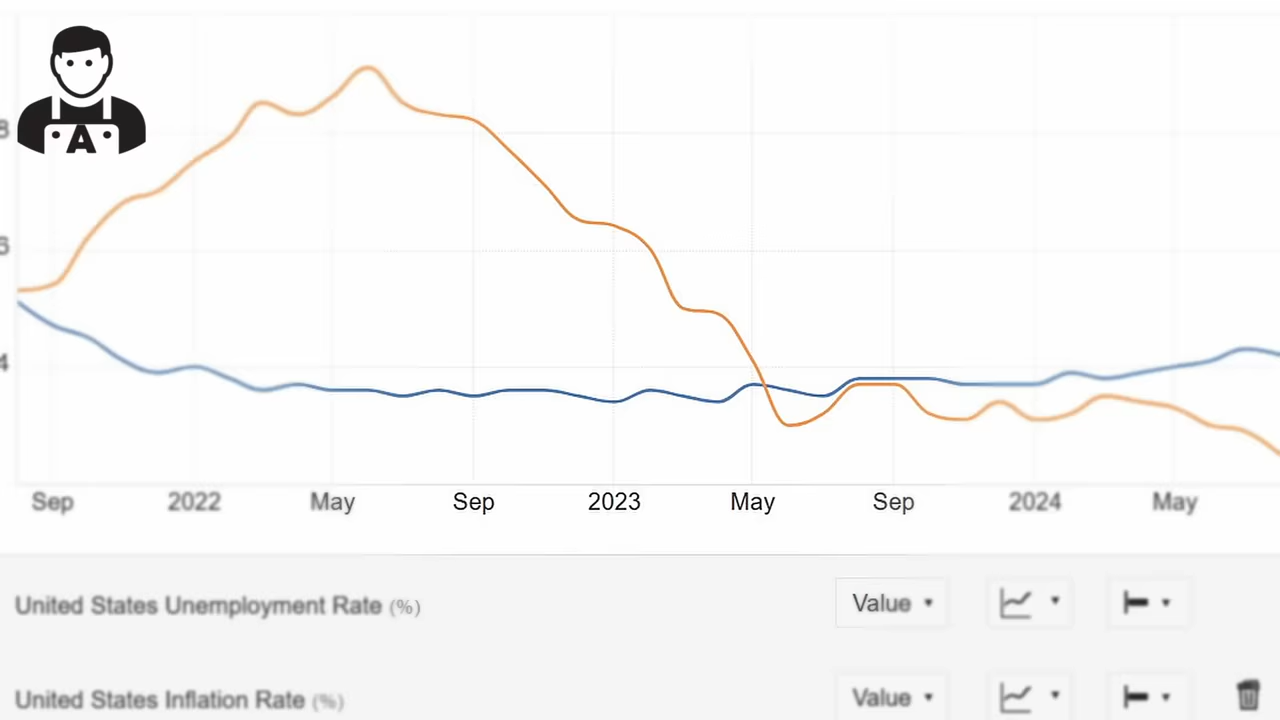 A
8
6
4
Sep 2022 May Sep 2023 May Sep 2024 May
United States Unemployment Rate (%) Value
United States Inflation Rate (%) Value